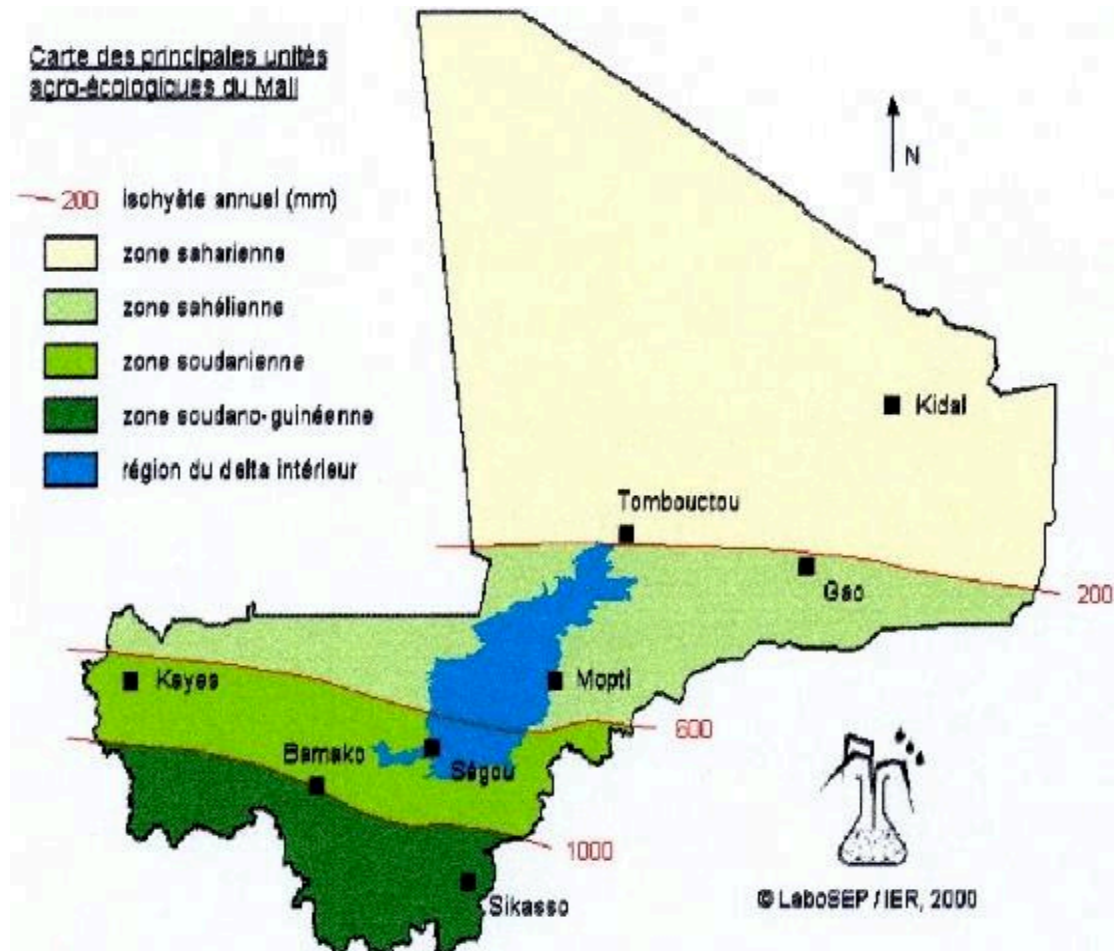 Carte des principales unités
agro-écologiques du Mali
N
200 isohyète annuel (mm)
zone saharienne
zone sahélienne
zone soudanienne
zone soudano-guinéenne
région du delta intérieur
Kidal
Tombouctou
Gao
200
Kayes
Mopti
600
Bamako
Ségou
1000
Sikasso
© LaboSEP / IER, 2000